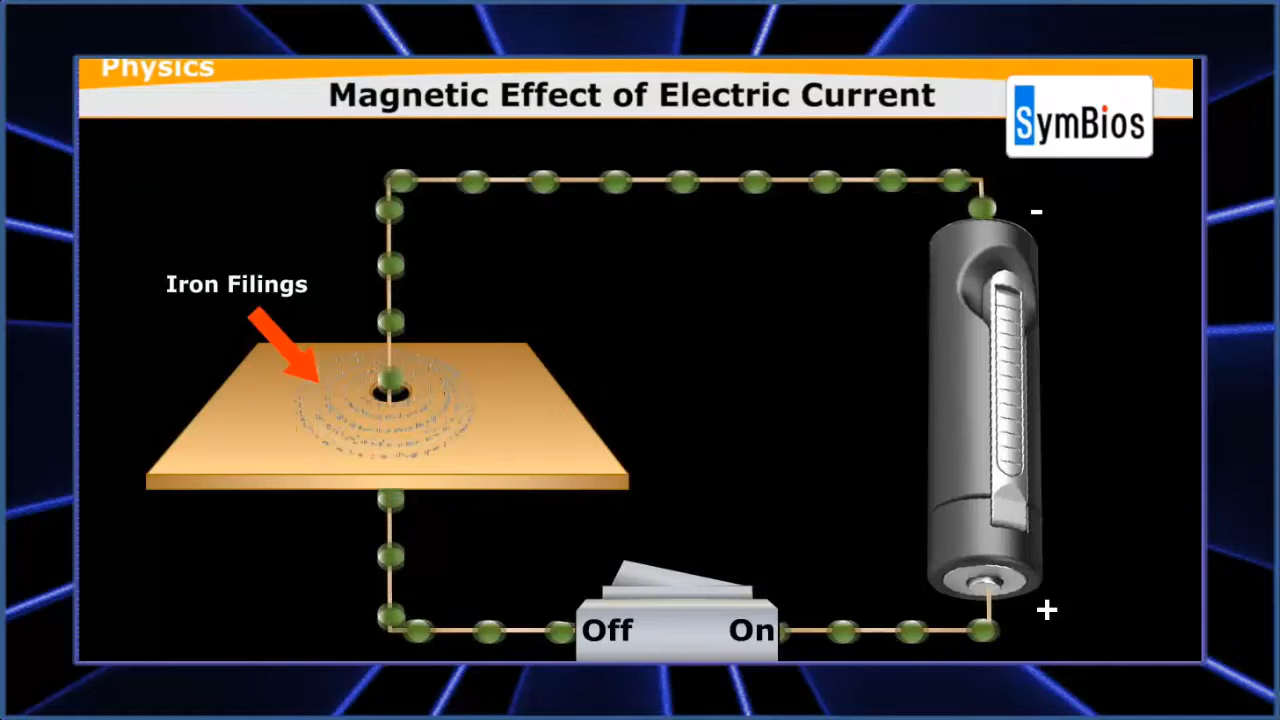 Physics
Magnetic Effect of Electric Current
SymBios
-
Iron Filings
+
Off On